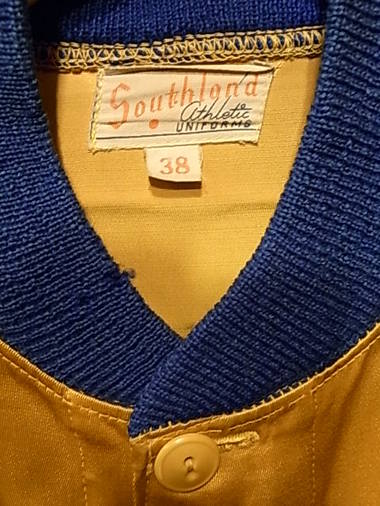 Southland
Athletic
UNIFORMS
38